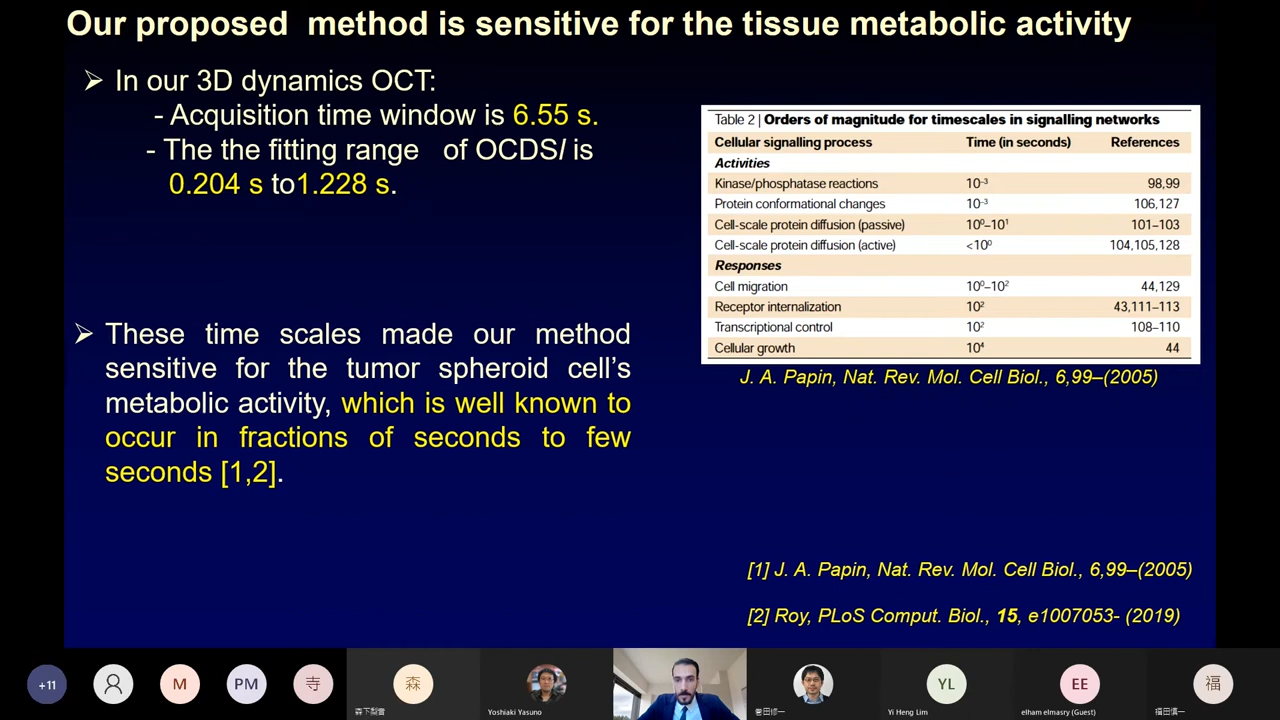 Our proposed method is sensitive for the tissue metabolic activity
➢ In our 3D dynamics OCT:
- Acquisition time window is 6.55 s.
- The the fitting range of OCDSl is
0.204 s to1.228 s.
➢ These time scales made our method
sensitive for the tumor spheroid cell's
metabolic activity, which is well known to
occur in fractions of seconds to few
seconds [1,2].
Table 2 | Orders of magnitude for timescales in signalling networks
Cellular signalling process Time (in seconds) References
Activities
Kinase/phosphatase reactions 10⁻³ 98,99
Protein conformational changes 10⁻³ 106,127
Cell-scale protein diffusion (passive) 10⁰–10¹ 101–103
Cell-scale protein diffusion (active) <10⁰ 104,105,128
Responses
Cell migration 10⁰–10² 44,129
Receptor internalization 10² 43,111–113
Transcriptional control 10² 108–110
Cellular growth 10⁴ 44
J. A. Papin, Nat. Rev. Mol. Cell Biol., 6,99–(2005)
[1] J. A. Papin, Nat. Rev. Mol. Cell Biol., 6,99–(2005)
[2] Roy, PLoS Comput. Biol., 15, e1007053- (2019)
+11 M PM 寺 森 YL EE 福
Yoshiaki Yasuno Yi Heng Lim elham elmasry (Guest)